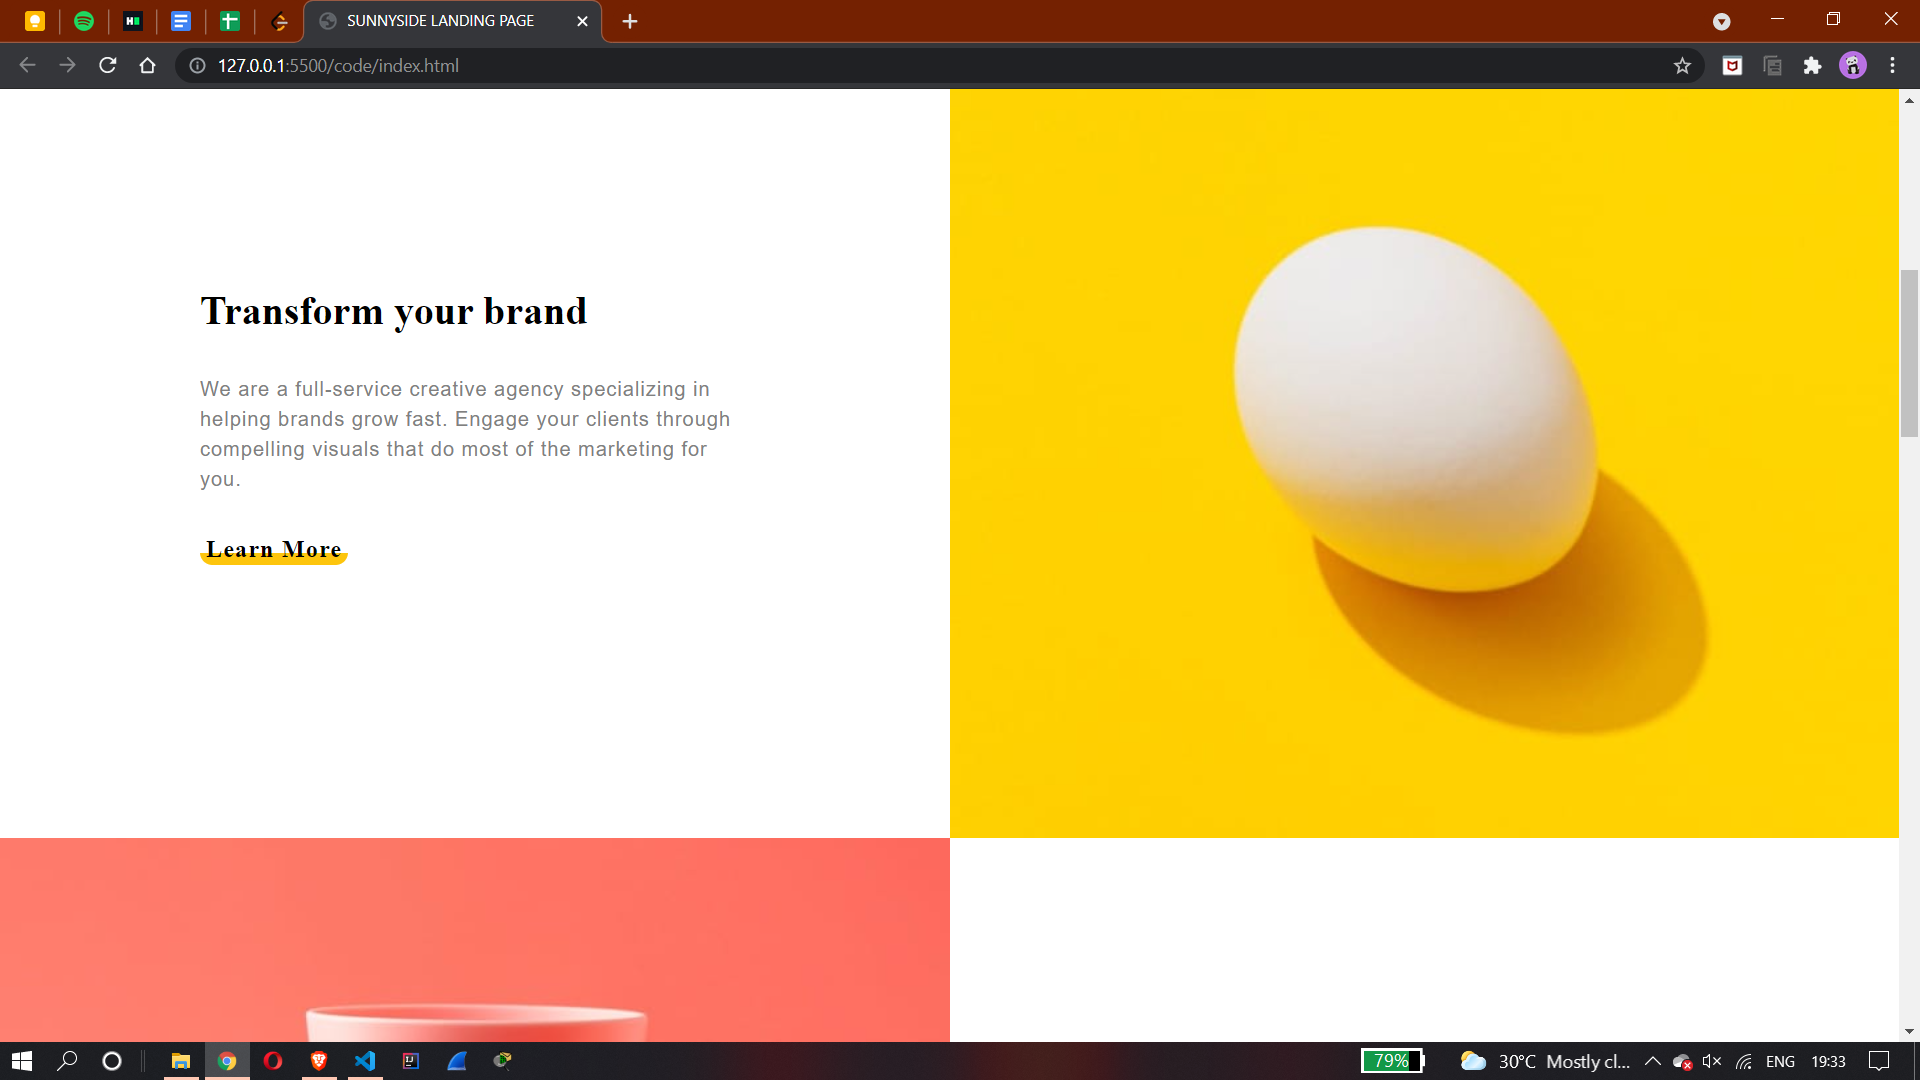 SUNNYSIDE LANDING PAGE
127.0.0.1:5500/code/index.html
Transform your brand
We are a full-service creative agency specializing in
helping brands grow fast. Engage your clients through
compelling visuals that do most of the marketing for
you.
Learn More
79%
30°C Mostly cl...
ENG
19:33